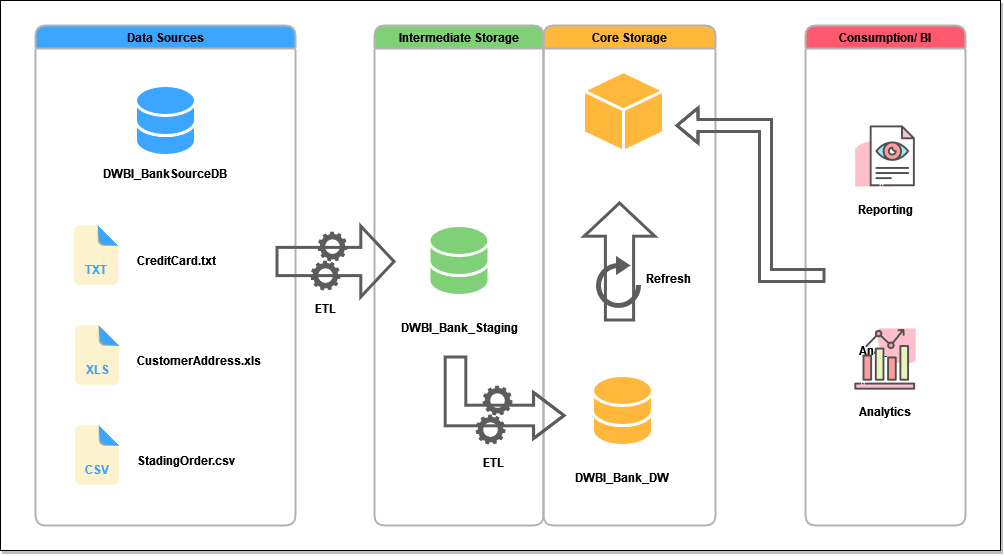 Data Sources
Intermediate Storage
Core Storage
Consumption/ BI
DWBI_BankSourceDB
TXT
CreditCard.txt
XLS
CustomerAddress.xls
CSV
StadingOrder.csv
ETL
DWBI_Bank_Staging
ETL
Refresh
DWBI_Bank_DW
Reporting
Analytics